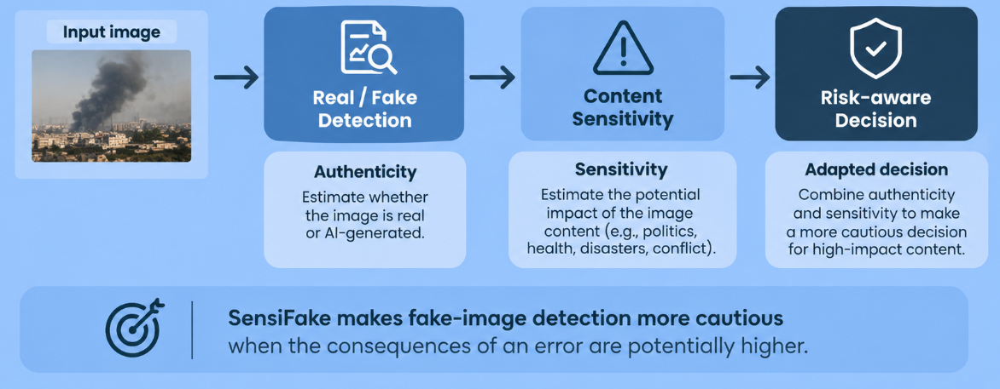 Input image
Real / Fake
Detection
Content
Sensitivity
Risk-aware
Decision
Authenticity
Estimate whether
the image is real
or AI-generated.
Sensitivity
Estimate the potential
impact of the image
content (e.g., politics,
health, disasters, conflict).
Adapted decision
Combine authenticity
and sensitivity to make
a more cautious decision
for high-impact content.
SensiFake makes fake-image detection more cautious
when the consequences of an error are potentially higher.